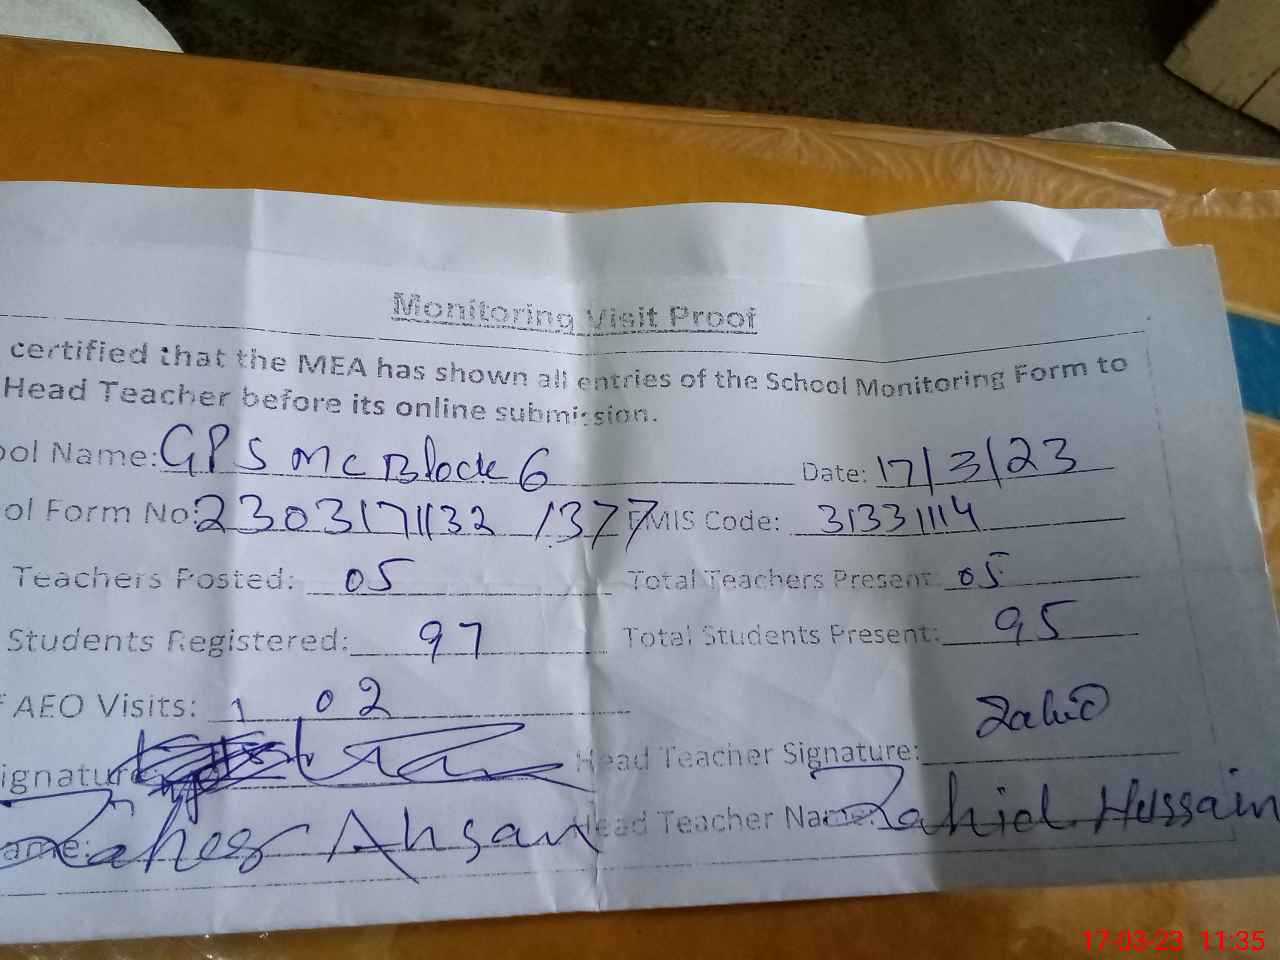 Monitoring Visit Proof
certified that the MEA has shown all entries of the School Monitoring Form to
Head Teacher before its online submission.
ool Name: GPS MC Block 6 Date: 17/3/23
ol Form No: 2303171132 1377 EMIS Code: 31331114
Teachers Posted: 05 Total Teachers Present: 05
Students Registered: 97 Total Students Present: 95
f AEO Visits: 02
ignature Head Teacher Signature: Zahid
ame: Ahsan Head Teacher Name Zahid Hussain
17-03-23 11:35